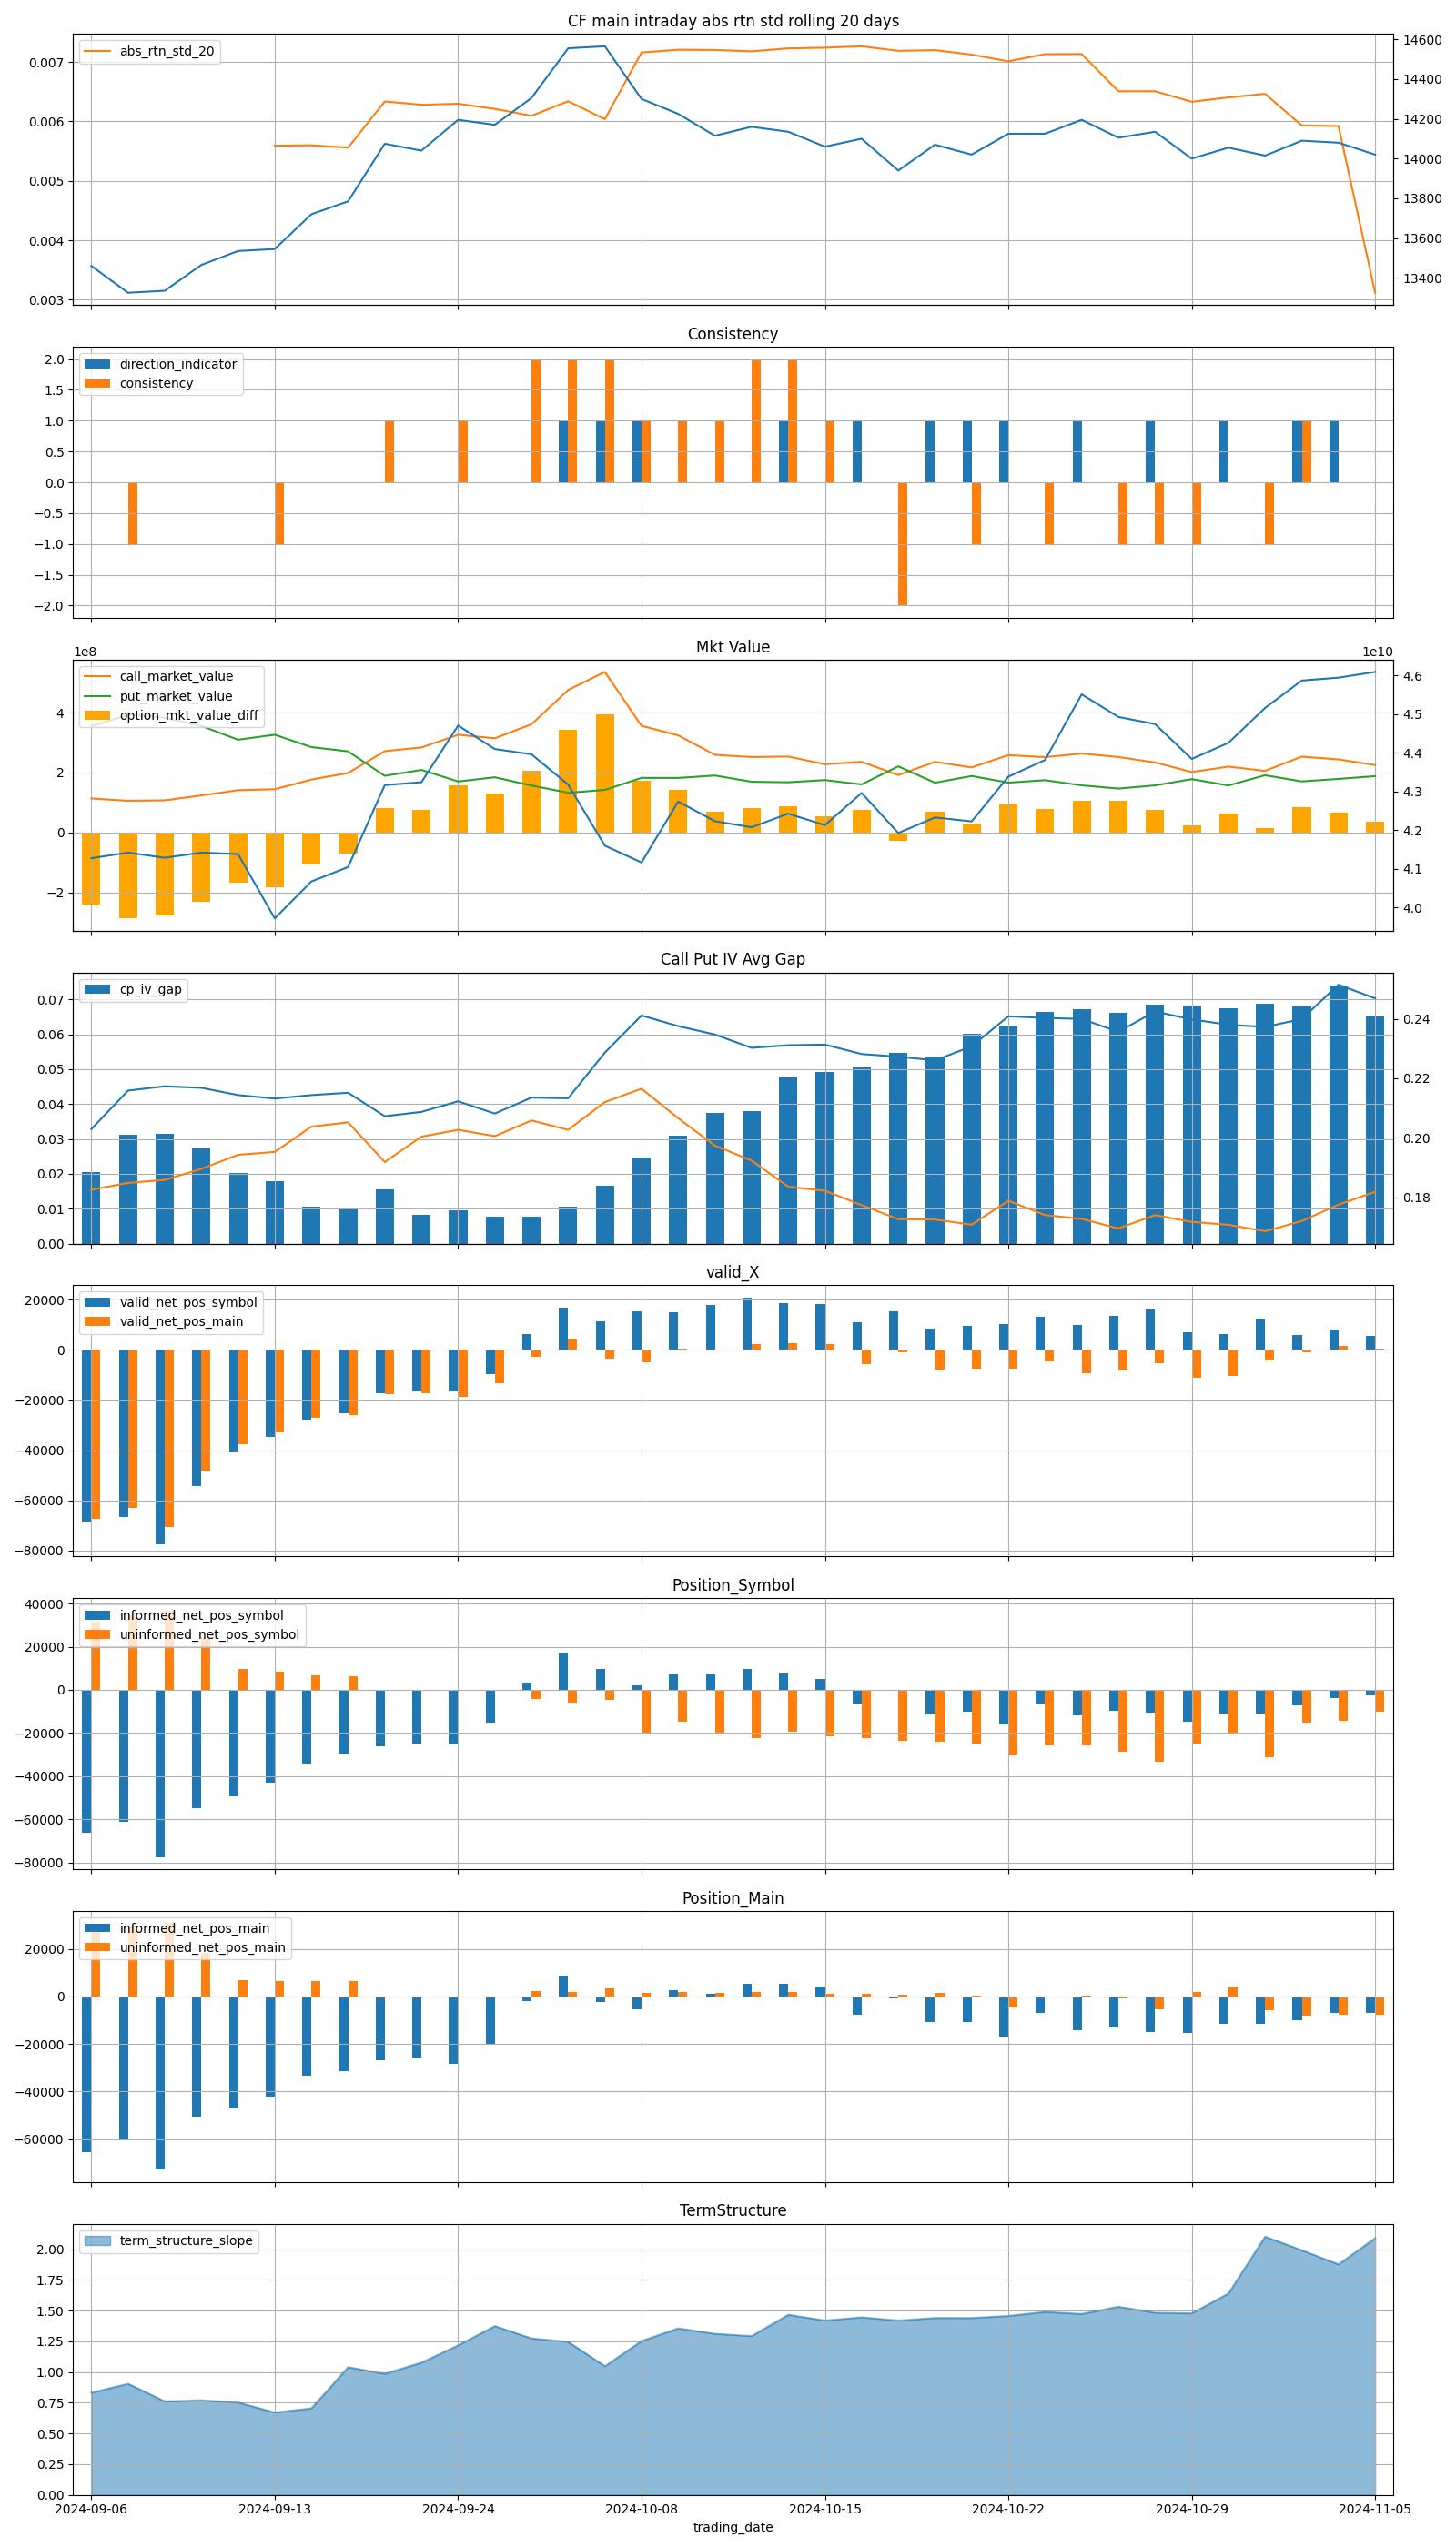 CF main intraday abs rtn std rolling 20 days
abs_rtn_std_20
0.007
0.006
0.005
0.004
0.003
14600
14400
14200
14000
13800
13600
13400
Consistency
direction_indicator
consistency
2.0
1.5
1.0
0.5
0.0
−0.5
−1.0
−1.5
−2.0
Mkt Value
1e8
1e10
call_market_value
put_market_value
option_mkt_value_diff
4
2
0
−2
4.6
4.5
4.4
4.3
4.2
4.1
4.0
Call Put IV Avg Gap
cp_iv_gap
0.07
0.06
0.05
0.04
0.03
0.02
0.01
0.00
0.24
0.22
0.20
0.18
valid_X
valid_net_pos_symbol
valid_net_pos_main
20000
0
−20000
−40000
−60000
−80000
Position_Symbol
informed_net_pos_symbol
uninformed_net_pos_symbol
40000
20000
0
−20000
−40000
−60000
−80000
Position_Main
informed_net_pos_main
uninformed_net_pos_main
20000
0
−20000
−40000
−60000
TermStructure
term_structure_slope
2.00
1.75
1.50
1.25
1.00
0.75
0.50
0.25
0.00
2024-09-06 2024-09-13 2024-09-24 2024-10-08 2024-10-15 2024-10-22 2024-10-29 2024-11-05
trading_date